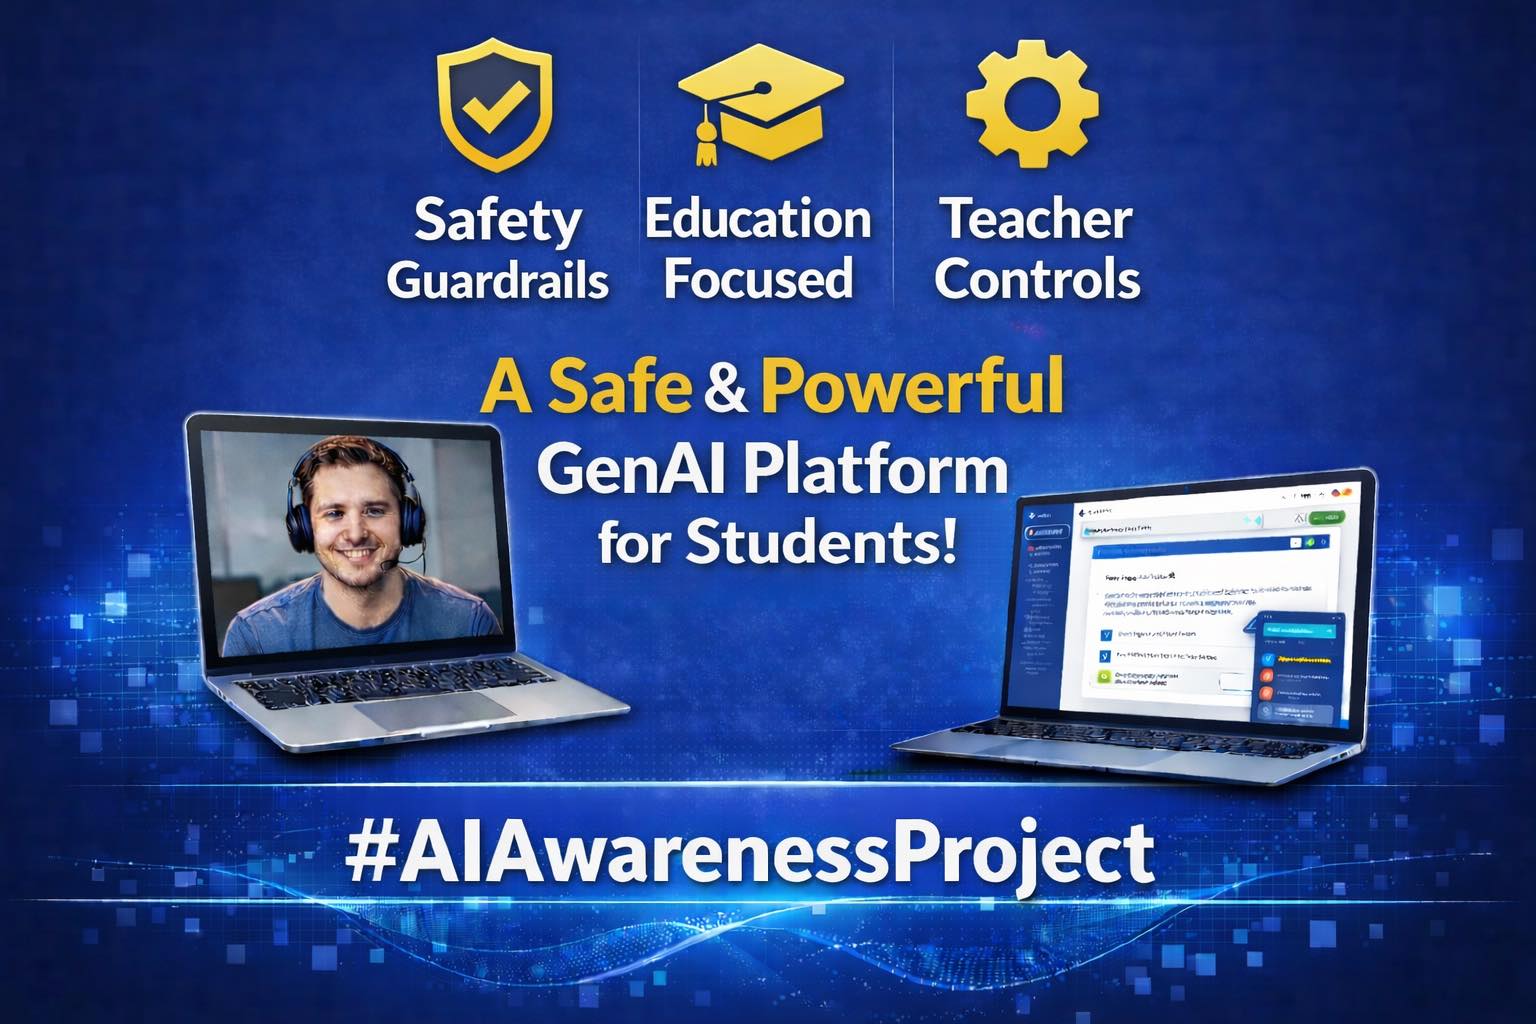 Safety
Guardrails
Education
Focused
Teacher
Controls
A Safe & Powerful
GenAI Platform
for Students!
#AIAwarenessProject